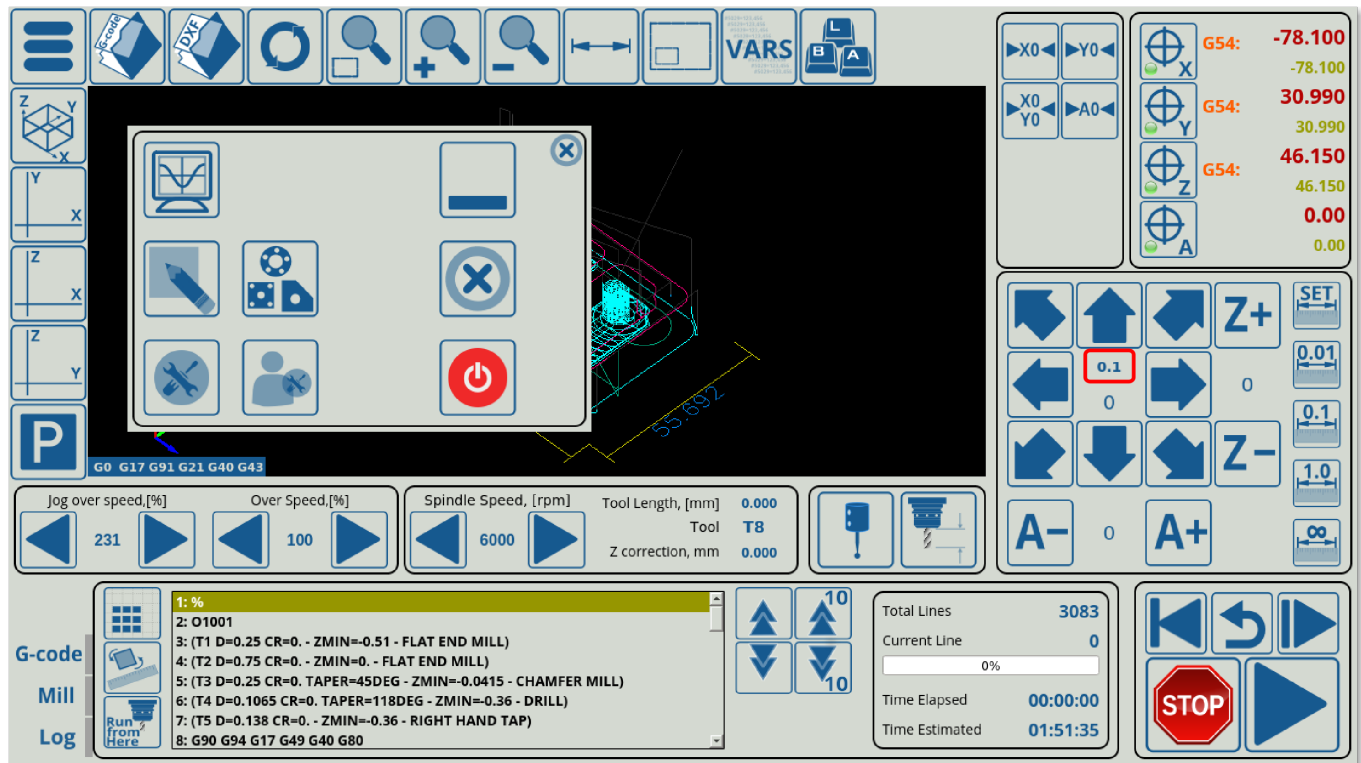 G-code
DXF
VARS
L
B
A
Z
Y
X
Y
X
Z
X
Z
Y
P
G0 G17 G91 G21 G40 G43
55.692
X0
Y0
X0
Y0
A0
X
G54:
-78.100
-78.100
Y
G54:
30.990
30.990
Z
G54:
46.150
46.150
A
0.00
0.00
Z+
SET
0.1
0
0
0.01
0.1
Z-
1.0
A-
0
A+
∞
Jog over speed,[%]
Over Speed,[%]
231
100
Spindle Speed, [rpm]
6000
Tool Length, [mm]
0.000
Tool
T8
Z correction, mm
0.000
G-code
Mill
Log
Run
from
Here
1: %
2: O1001
3: (T1 D=0.25 CR=0. - ZMIN=-0.51 - FLAT END MILL)
4: (T2 D=0.75 CR=0. - ZMIN=0. - FLAT END MILL)
5: (T3 D=0.25 CR=0. TAPER=45DEG - ZMIN=-0.0415 - CHAMFER MILL)
6: (T4 D=0.1065 CR=0. TAPER=118DEG - ZMIN=-0.36 - DRILL)
7: (T5 D=0.138 CR=0. - ZMIN=-0.36 - RIGHT HAND TAP)
8: G90 G94 G17 G49 G40 G80
10
10
Total Lines
3083
Current Line
0
0%
Time Elapsed
00:00:00
Time Estimated
01:51:35
STOP